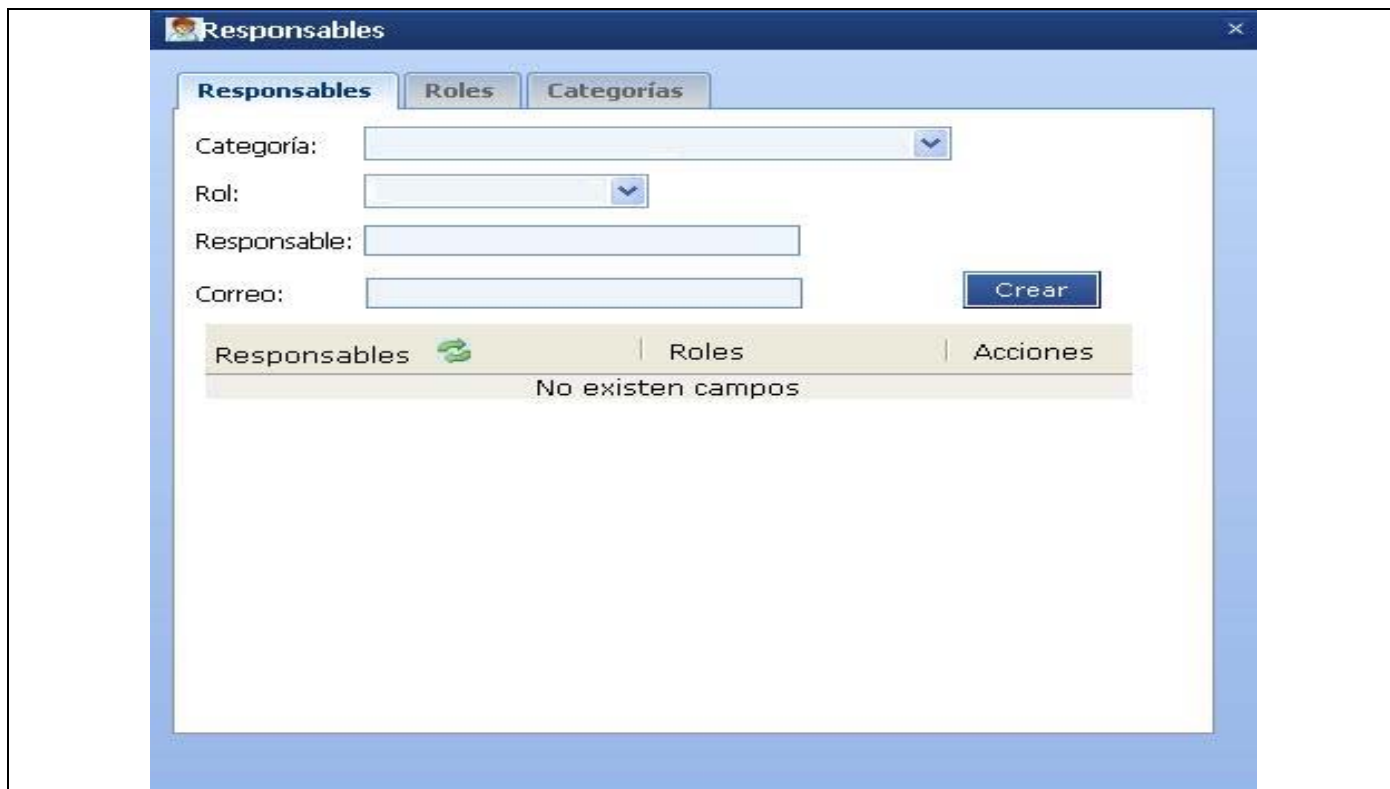 Responsables
Responsables Roles Categorías
Categoría:
Rol:
Responsable:
Correo:
Crear
Responsables Roles Acciones
No existen campos